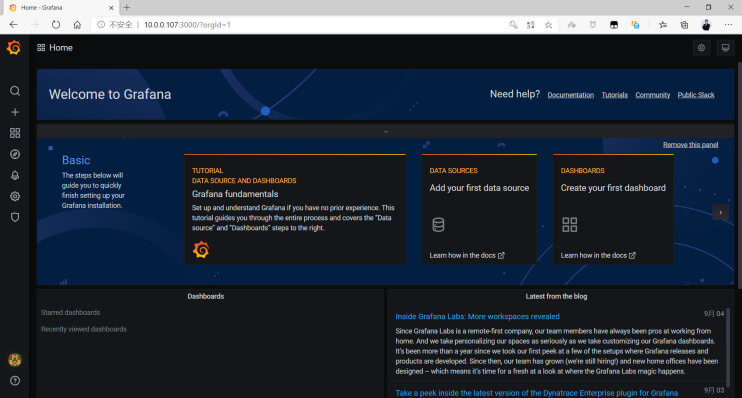 Home - Grafana
不安全 | 10.0.0.107:3000/?orgId=1
Home
Welcome to Grafana
Need help? Documentation Tutorials Community Public Slack
Remove this panel
Basic
The steps below will
guide you to quickly
finish setting up your
Grafana installation.
TUTORIAL
DATA SOURCE AND DASHBOARDS
Grafana fundamentals
Set up and understand Grafana if you have no prior experience. This
tutorial guides you through the entire process and covers the "Data
source" and "Dashboards" steps to the right.
DATA SOURCES
Add your first data source
Learn how in the docs
DASHBOARDS
Create your first dashboard
Learn how in the docs
Dashboards
Starred dashboards
Recently viewed dashboards
Latest from the blog
Inside Grafana Labs: More workspaces revealed
9月 04
Since Grafana Labs is a remote-first company, our team members have always been pros at working from
home. And we take personalizing our spaces as seriously as we take customizing our Grafana dashboards.
It's been more than a year since we took our first peek at a few of the setups where Grafana releases and
products are developed. Since then, our team has grown (we're still hiring!) and new home offices have been
designed – which means it's time for a fresh at a look at where the Grafana Labs magic happens.
Take a peek inside the latest version of the Dynatrace Enterprise plugin for Grafana
9月 03